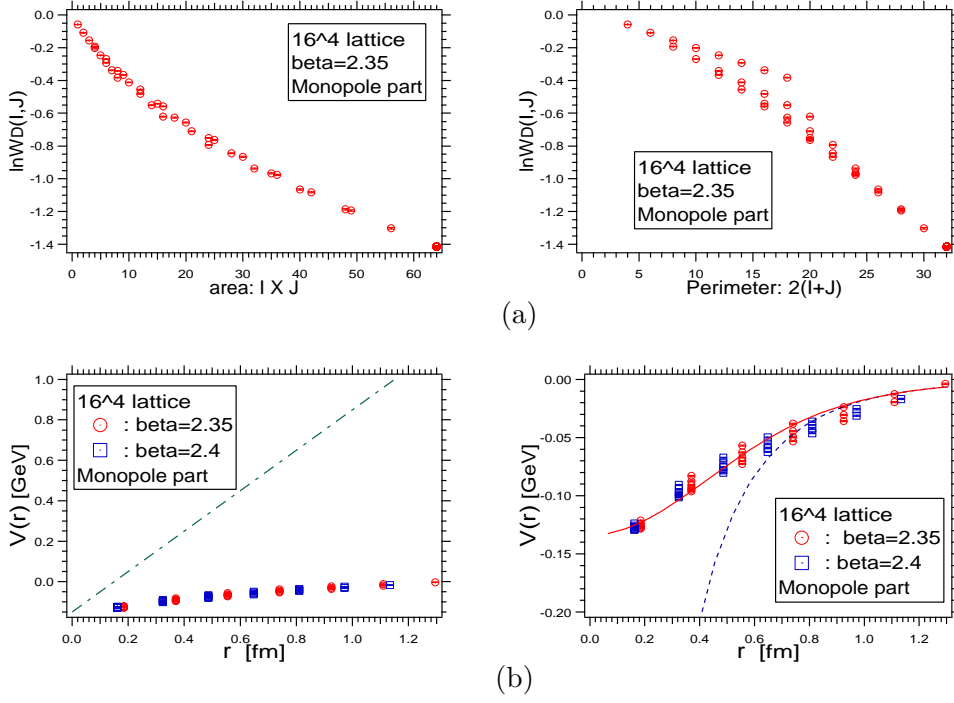 0.0
-0.2
-0.4
-0.6
-0.8
-1.0
-1.2
-1.4
lnWD(I,J)
16^4 lattice
beta=2.35
Monopole part
0 10 20 30 40 50 60
area: I X J
0.0
-0.2
-0.4
-0.6
-0.8
-1.0
-1.2
-1.4
lnWD(I,J)
16^4 lattice
beta=2.35
Monopole part
0 5 10 15 20 25 30
Perimeter: 2(I+J)
(a)
1.0
0.8
0.6
0.4
0.2
0.0
V(r) [GeV]
16^4 lattice
: beta=2.35
: beta=2.4
Monopole part
0.0 0.2 0.4 0.6 0.8 1.0 1.2
r [fm]
0.00
-0.05
-0.10
-0.15
-0.20
V(r) [GeV]
16^4 lattice
: beta=2.35
: beta=2.4
Monopole part
0.0 0.2 0.4 0.6 0.8 1.0 1.2
r [fm]
(b)